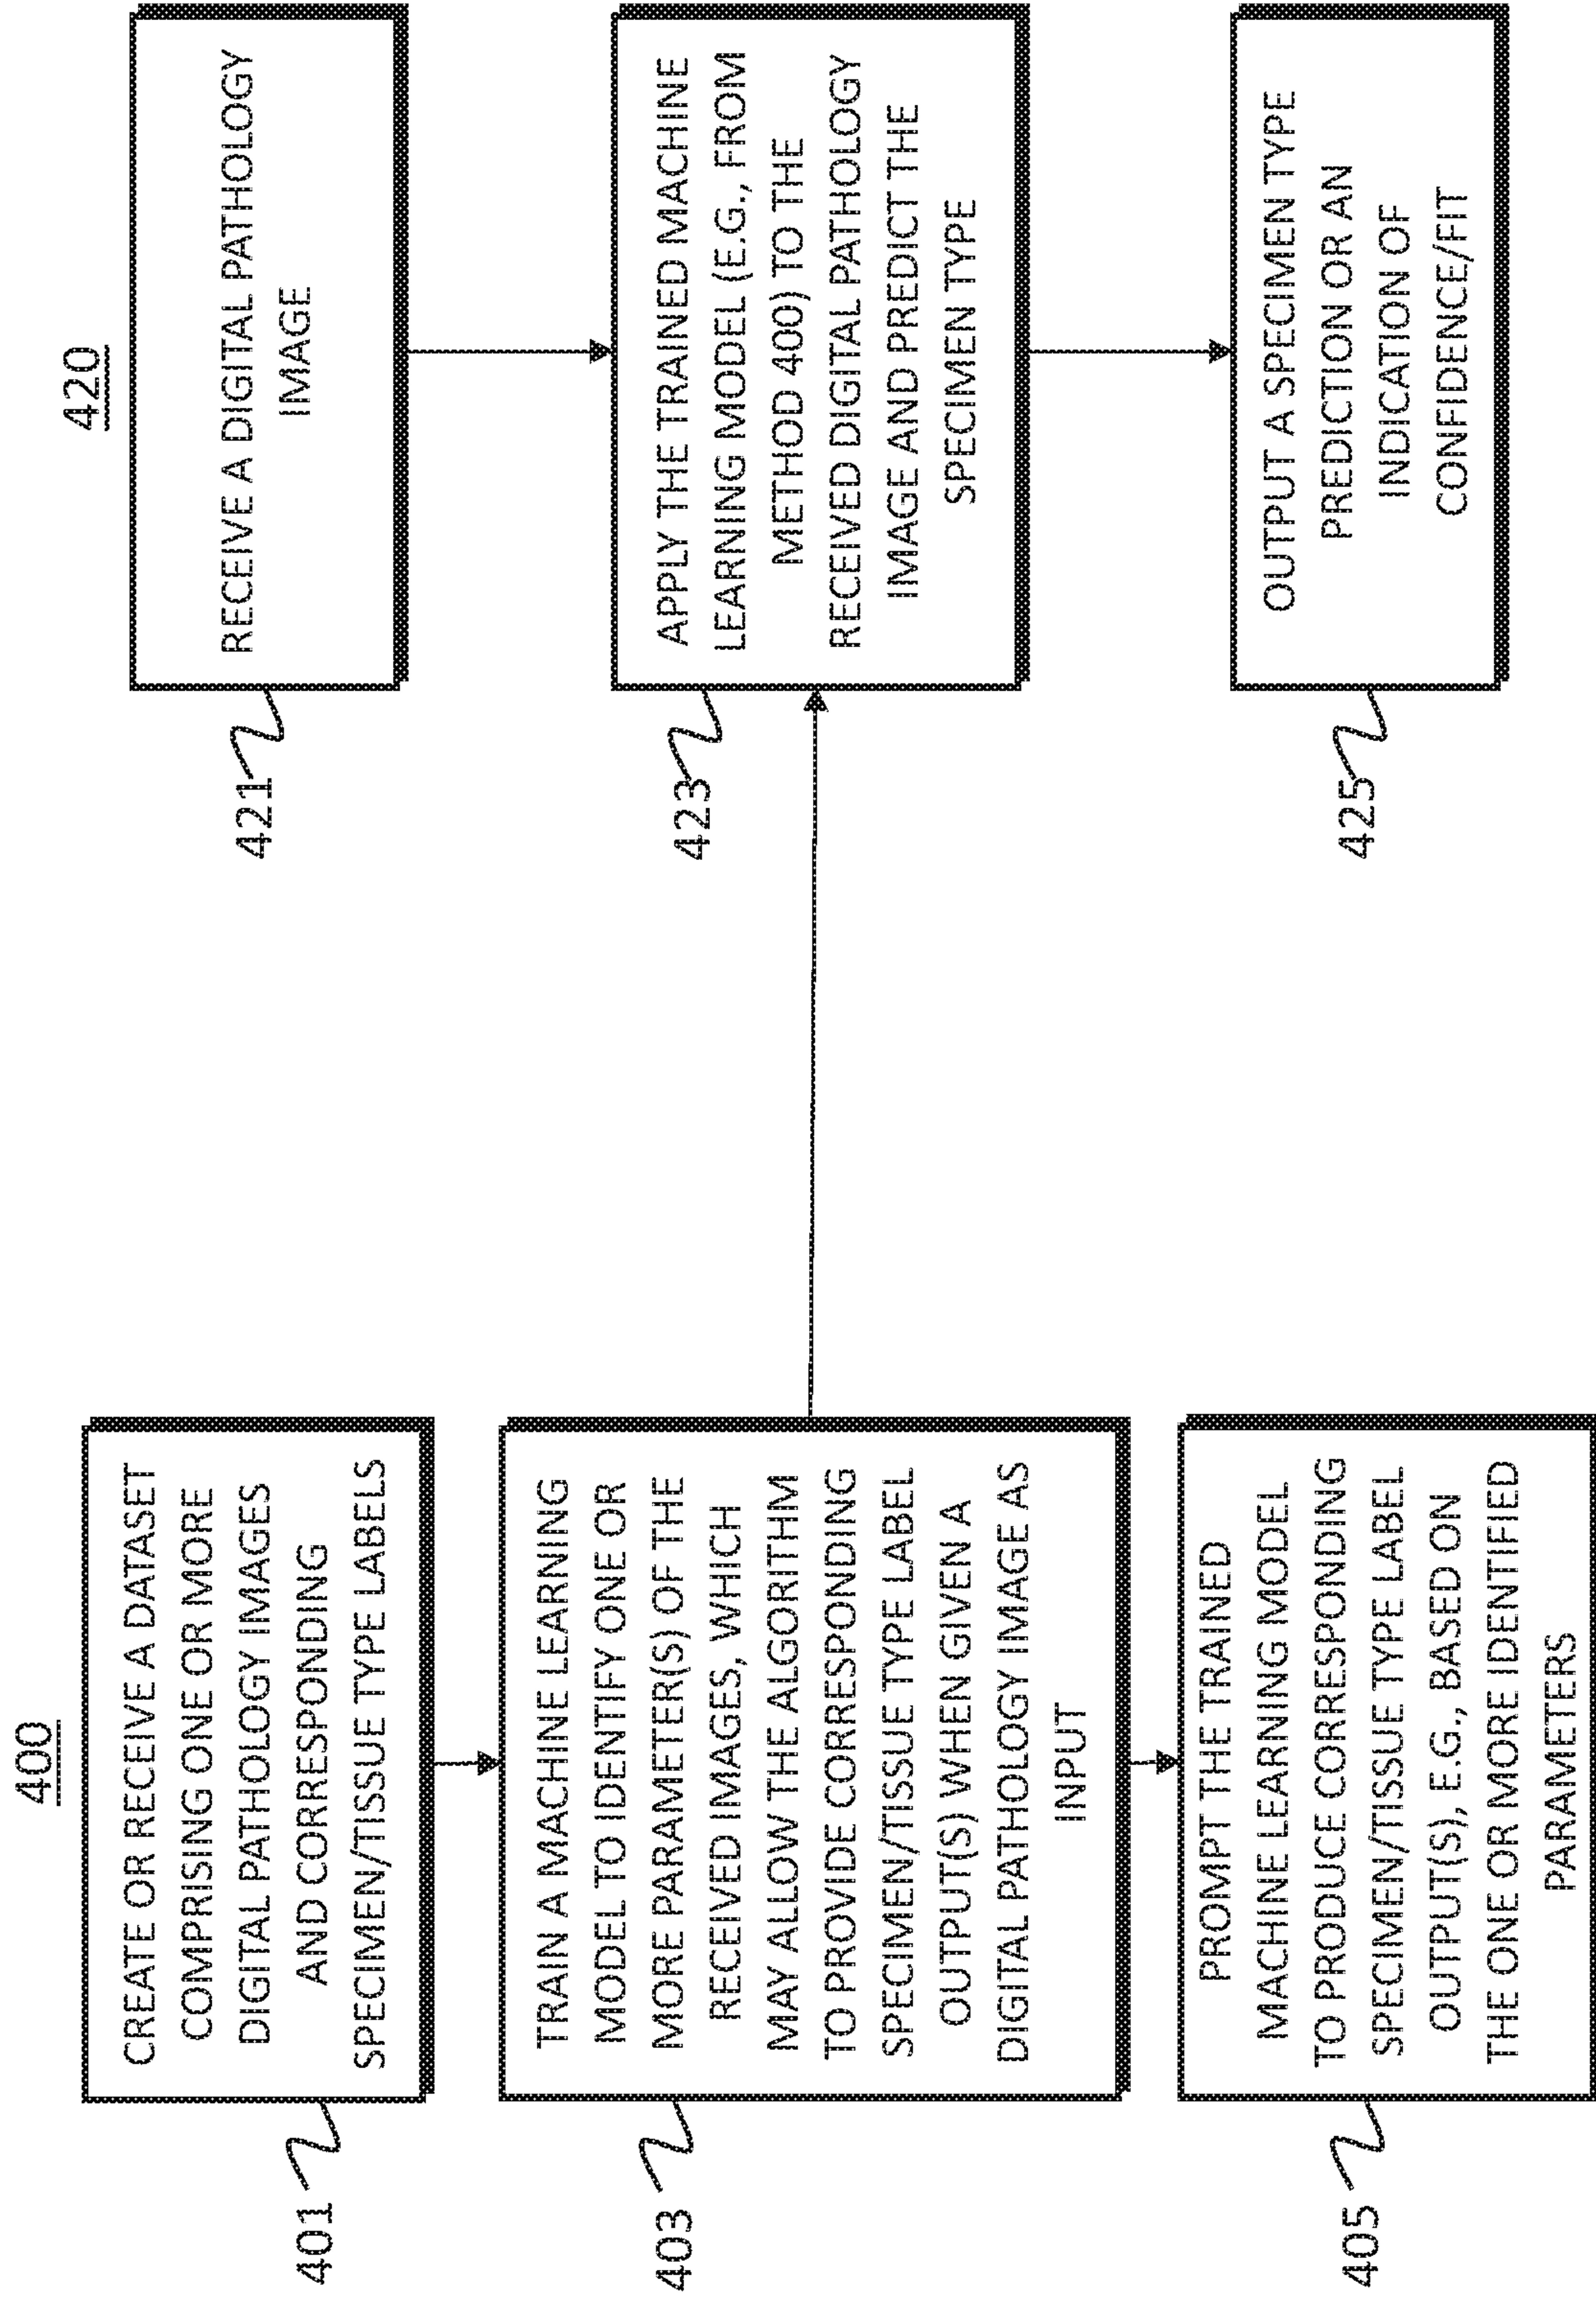 400
401
CREATE OR RECEIVE A DATASET
COMPRISING ONE OR MORE
DIGITAL PATHOLOGY IMAGES
AND CORRESPONDING
SPECIMEN/TISSUE TYPE LABELS
403
TRAIN A MACHINE LEARNING
MODEL TO IDENTIFY ONE OR
MORE PARAMETER(S) OF THE
RECEIVED IMAGES, WHICH
MAY ALLOW THE ALGORITHM
TO PROVIDE CORRESPONDING
SPECIMEN/TISSUE TYPE LABEL
OUTPUT(S) WHEN GIVEN A
DIGITAL PATHOLOGY IMAGE AS
INPUT
405
PROMPT THE TRAINED
MACHINE LEARNING MODEL
TO PRODUCE CORRESPONDING
SPECIMEN/TISSUE TYPE LABEL
OUTPUT(S), E.G., BASED ON
THE ONE OR MORE IDENTIFIED
PARAMETERS
420
421
RECEIVE A DIGITAL PATHOLOGY
IMAGE
423
APPLY THE TRAINED MACHINE
LEARNING MODEL (E.G., FROM
METHOD 400) TO THE
RECEIVED DIGITAL PATHOLOGY
IMAGE AND PREDICT THE
SPECIMEN TYPE
425
OUTPUT A SPECIMEN TYPE
PREDICTION OR AN
INDICATION OF
CONFIDENCE/FIT